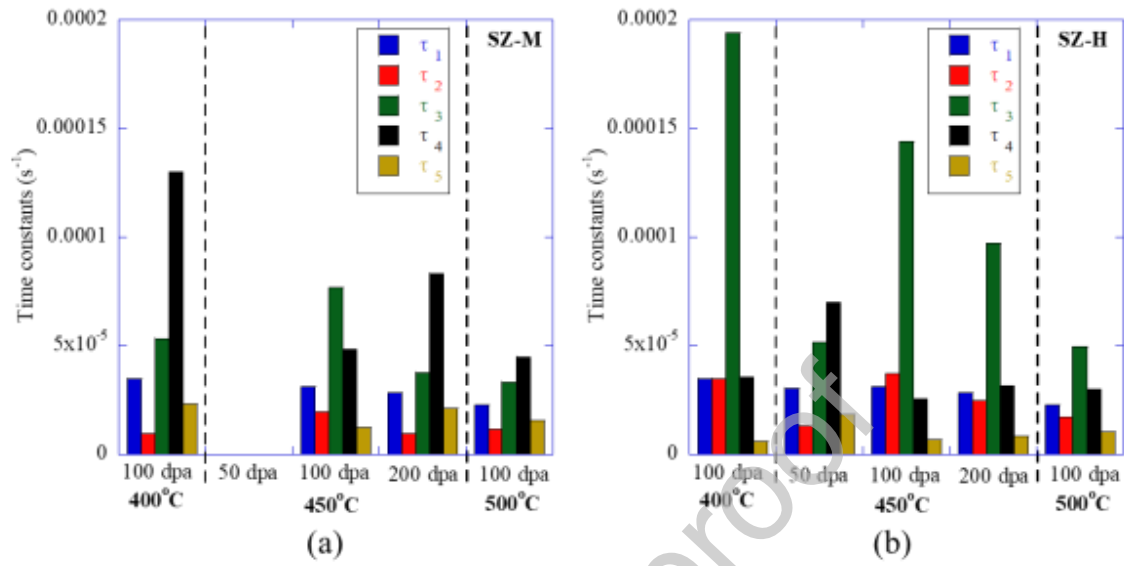 0.0002
0.00015
0.0001
5x10⁻⁵
0
Time constants (s⁻¹)
SZ-M
τ₁
τ₂
τ₃
τ₄
τ₅
100 dpa 50 dpa 100 dpa 200 dpa 100 dpa
400°C 450°C 500°C
(a)
0.0002
0.00015
0.0001
5x10⁻⁵
0
Time constants (s⁻¹)
SZ-H
τ₁
τ₂
τ₃
τ₄
τ₅
100 dpa 50 dpa 100 dpa 200 dpa 100 dpa
400°C 450°C 500°C
(b)
proof